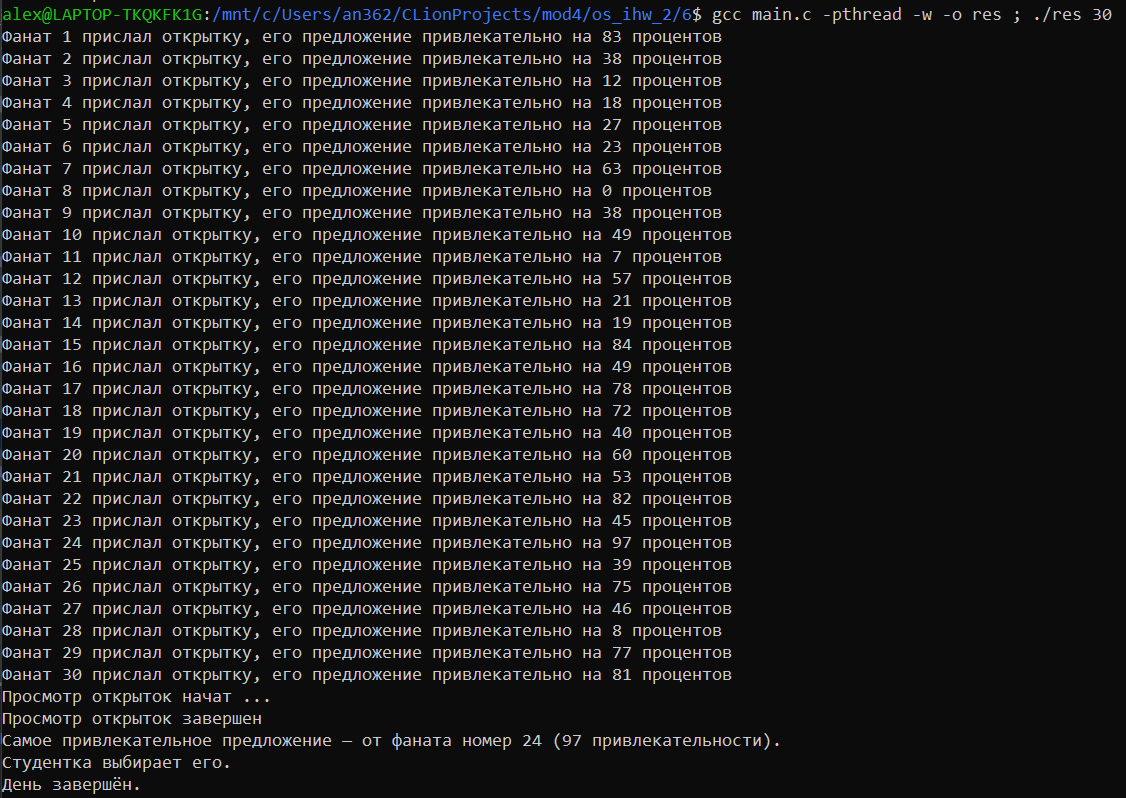 alex@LAPTOP-TKQKFK1G:/mnt/c/Users/an362/CLionProjects/mod4/os_ihw_2/6$ gcc main.c -pthread -w -o res ; ./res 30
Фанат 1 прислал открытку, его предложение привлекательно на 83 процентов
Фанат 2 прислал открытку, его предложение привлекательно на 38 процентов
Фанат 3 прислал открытку, его предложение привлекательно на 12 процентов
Фанат 4 прислал открытку, его предложение привлекательно на 18 процентов
Фанат 5 прислал открытку, его предложение привлекательно на 27 процентов
Фанат 6 прислал открытку, его предложение привлекательно на 23 процентов
Фанат 7 прислал открытку, его предложение привлекательно на 63 процентов
Фанат 8 прислал открытку, его предложение привлекательно на 0 процентов
Фанат 9 прислал открытку, его предложение привлекательно на 38 процентов
Фанат 10 прислал открытку, его предложение привлекательно на 49 процентов
Фанат 11 прислал открытку, его предложение привлекательно на 7 процентов
Фанат 12 прислал открытку, его предложение привлекательно на 57 процентов
Фанат 13 прислал открытку, его предложение привлекательно на 21 процентов
Фанат 14 прислал открытку, его предложение привлекательно на 19 процентов
Фанат 15 прислал открытку, его предложение привлекательно на 84 процентов
Фанат 16 прислал открытку, его предложение привлекательно на 49 процентов
Фанат 17 прислал открытку, его предложение привлекательно на 78 процентов
Фанат 18 прислал открытку, его предложение привлекательно на 72 процентов
Фанат 19 прислал открытку, его предложение привлекательно на 40 процентов
Фанат 20 прислал открытку, его предложение привлекательно на 60 процентов
Фанат 21 прислал открытку, его предложение привлекательно на 53 процентов
Фанат 22 прислал открытку, его предложение привлекательно на 82 процентов
Фанат 23 прислал открытку, его предложение привлекательно на 45 процентов
Фанат 24 прислал открытку, его предложение привлекательно на 97 процентов
Фанат 25 прислал открытку, его предложение привлекательно на 39 процентов
Фанат 26 прислал открытку, его предложение привлекательно на 75 процентов
Фанат 27 прислал открытку, его предложение привлекательно на 46 процентов
Фанат 28 прислал открытку, его предложение привлекательно на 8 процентов
Фанат 29 прислал открытку, его предложение привлекательно на 77 процентов
Фанат 30 прислал открытку, его предложение привлекательно на 81 процентов
Просмотр открыток начат ...
Просмотр открыток завершен
Самое привлекательное предложение — от фаната номер 24 (97 привлекательности).
Студентка выбирает его.
День завершён.